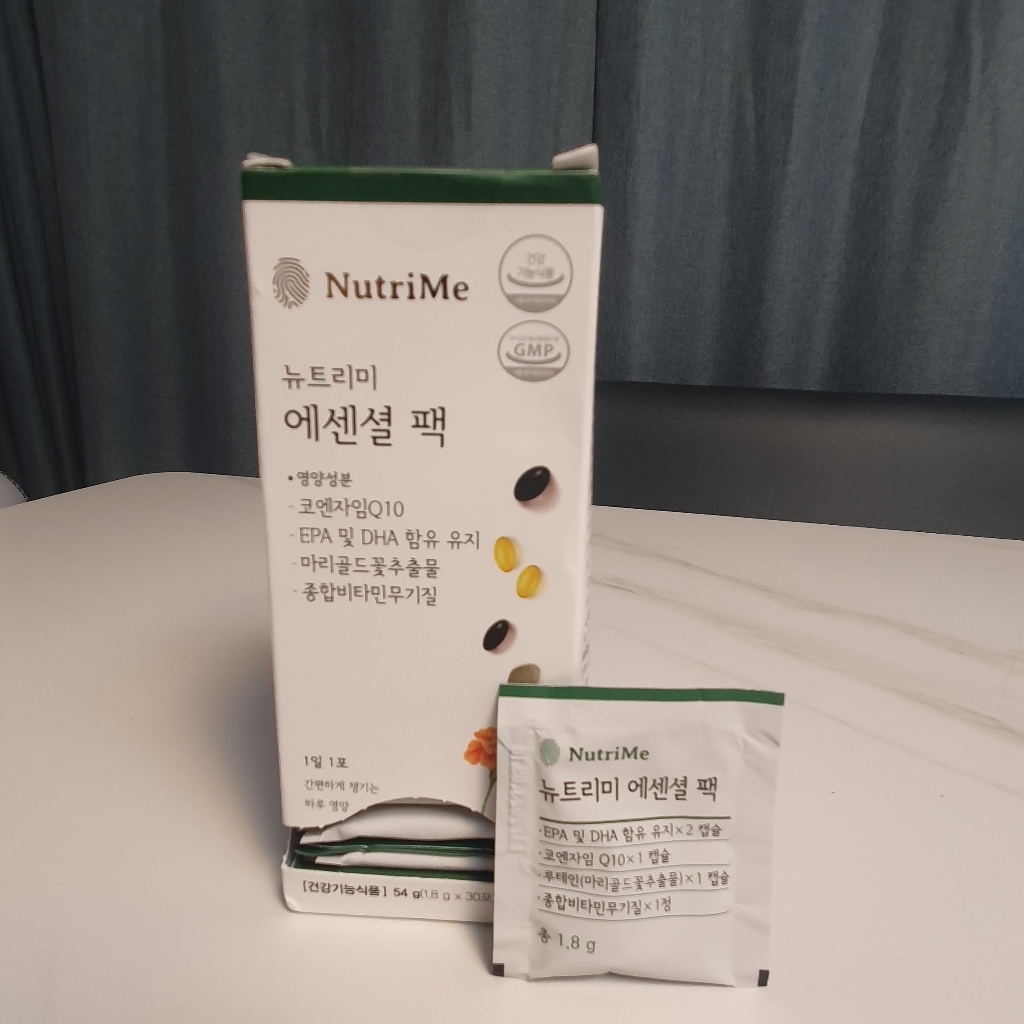 NutriMe
건강
기능식품
GMP
뉴트리미
에센셜 팩
•영양성분
- 코엔자임Q10
- EPA 및 DHA 함유 유지
- 마리골드꽃추출물
- 종합비타민무기질
1일 1포
간편하게 챙기는
하루 영양
[건강기능식품] 54 g(1.8 g × 30포
NutriMe
뉴트리미 에센셜 팩
·EPA 및 DHA 함유 유지×2 캡슐
·코엔자임 Q10×1 캡슐
·루테인(마리골드꽃추출물)×1 캡슐
·종합비타민무기질×1정
총 1.8 g